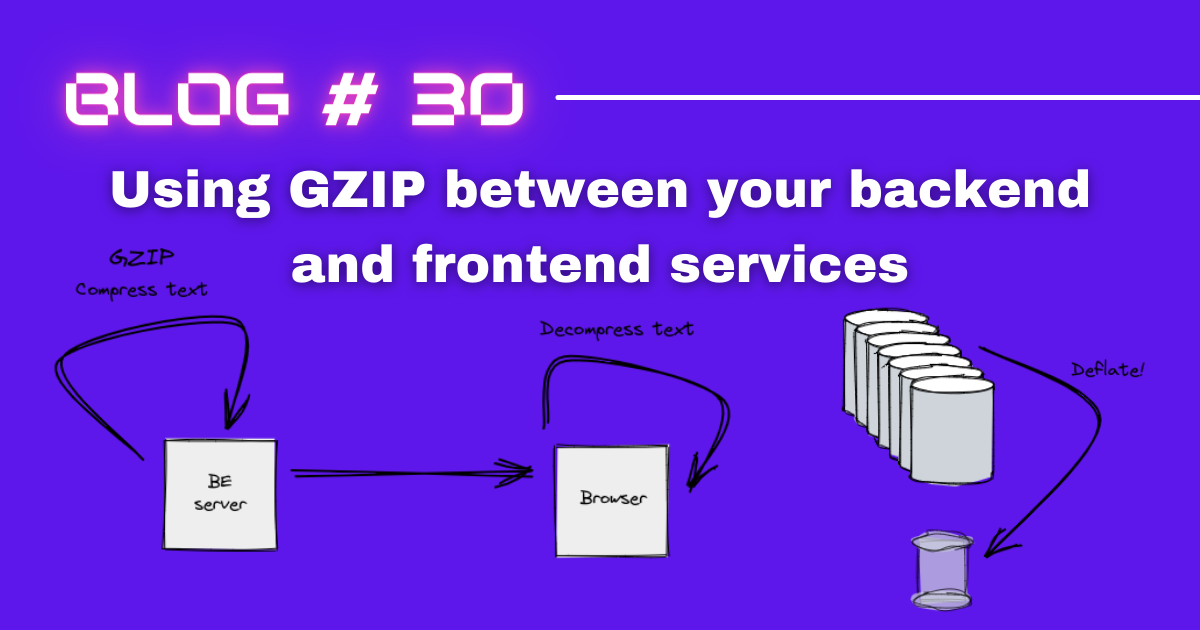 BLOG # 30
Using GZIP between your backend
and frontend services
GZIP
Compress text
Decompress text
Deflate!
BE
server
Browser